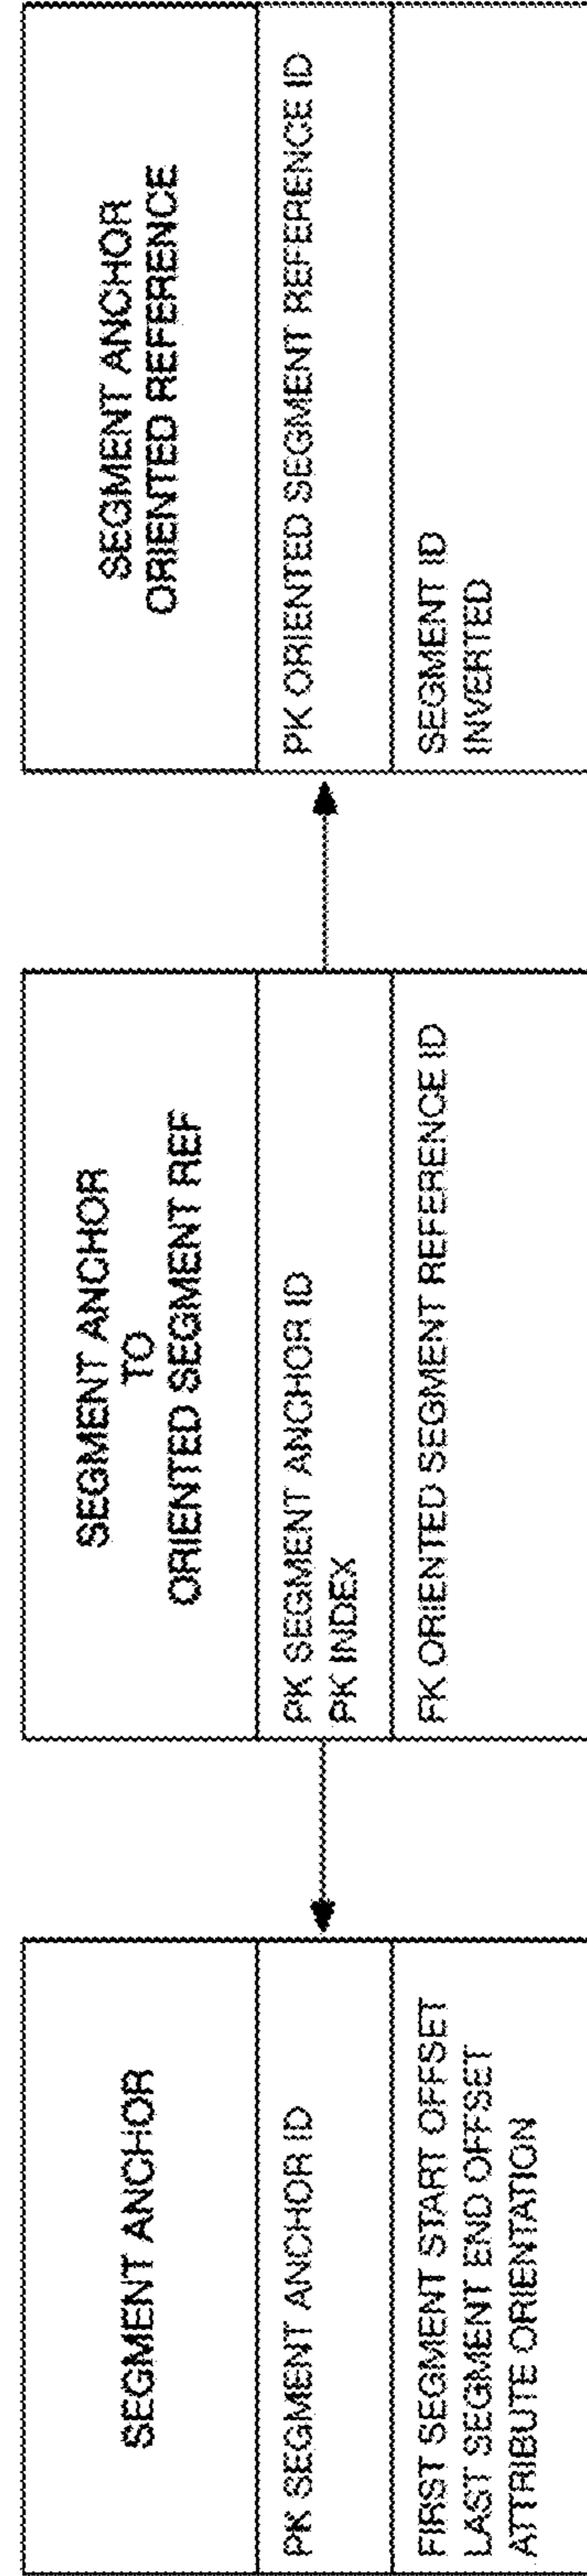 SEGMENT ANCHOR
PK SEGMENT ANCHOR ID
FIRST SEGMENT START OFFSET
LAST SEGMENT END OFFSET
ATTRIBUTE ORIENTATION
SEGMENT ANCHOR
TO
ORIENTED SEGMENT REF
PK SEGMENT ANCHOR ID
PK INDEX
FK ORIENTED SEGMENT REFERENCE ID
SEGMENT ANCHOR
ORIENTED REFERENCE
PK ORIENTED SEGMENT REFERENCE ID
SEGMENT ID
INVERTED